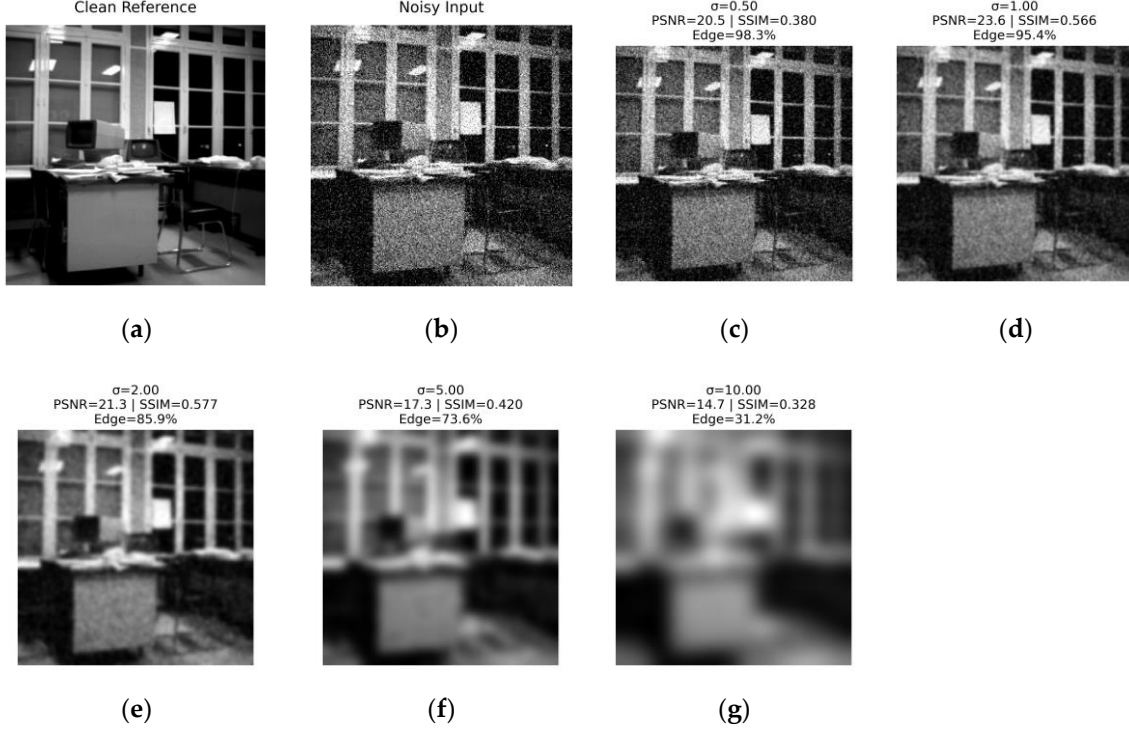 Clean Reference
Noisy Input
σ=0.50
PSNR=20.5 | SSIM=0.380
Edge=98.3%
σ=1.00
PSNR=23.6 | SSIM=0.566
Edge=95.4%
(a)
(b)
(c)
(d)
σ=2.00
PSNR=21.3 | SSIM=0.577
Edge=85.9%
σ=5.00
PSNR=17.3 | SSIM=0.420
Edge=73.6%
σ=10.00
PSNR=14.7 | SSIM=0.328
Edge=31.2%
(e)
(f)
(g)